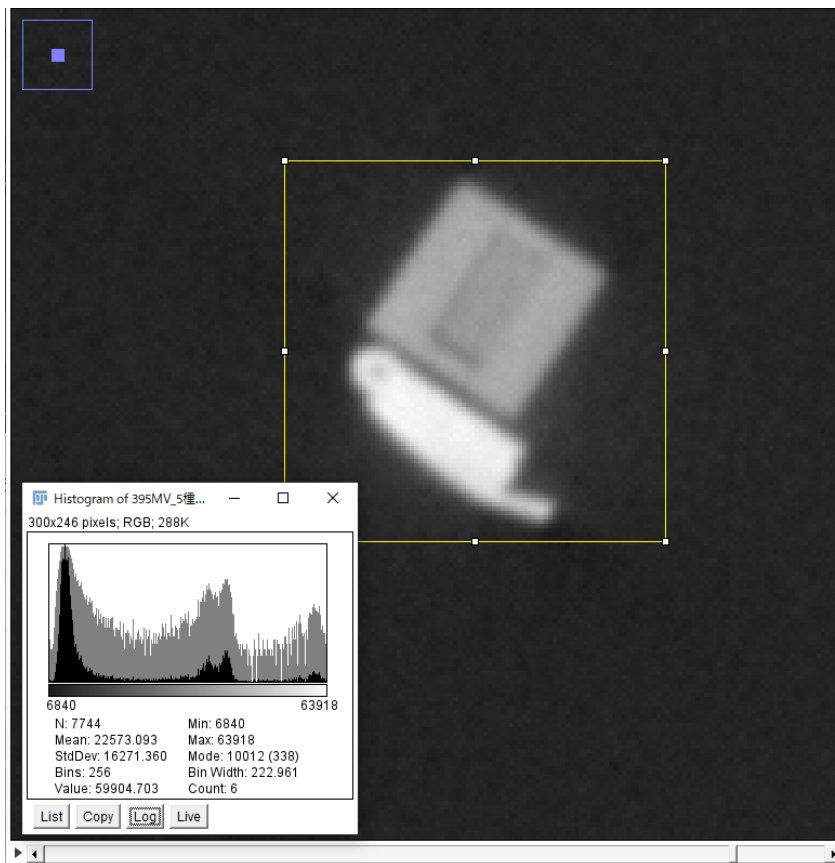 Histogram of 395MV_5種...
300x246 pixels; RGB; 288K
6840 63918
N: 7744 Min: 6840
Mean: 22573.093 Max: 63918
StdDev: 16271.360 Mode: 10012 (338)
Bins: 256 Bin Width: 222.961
Value: 59904.703 Count: 6
List Copy Log Live